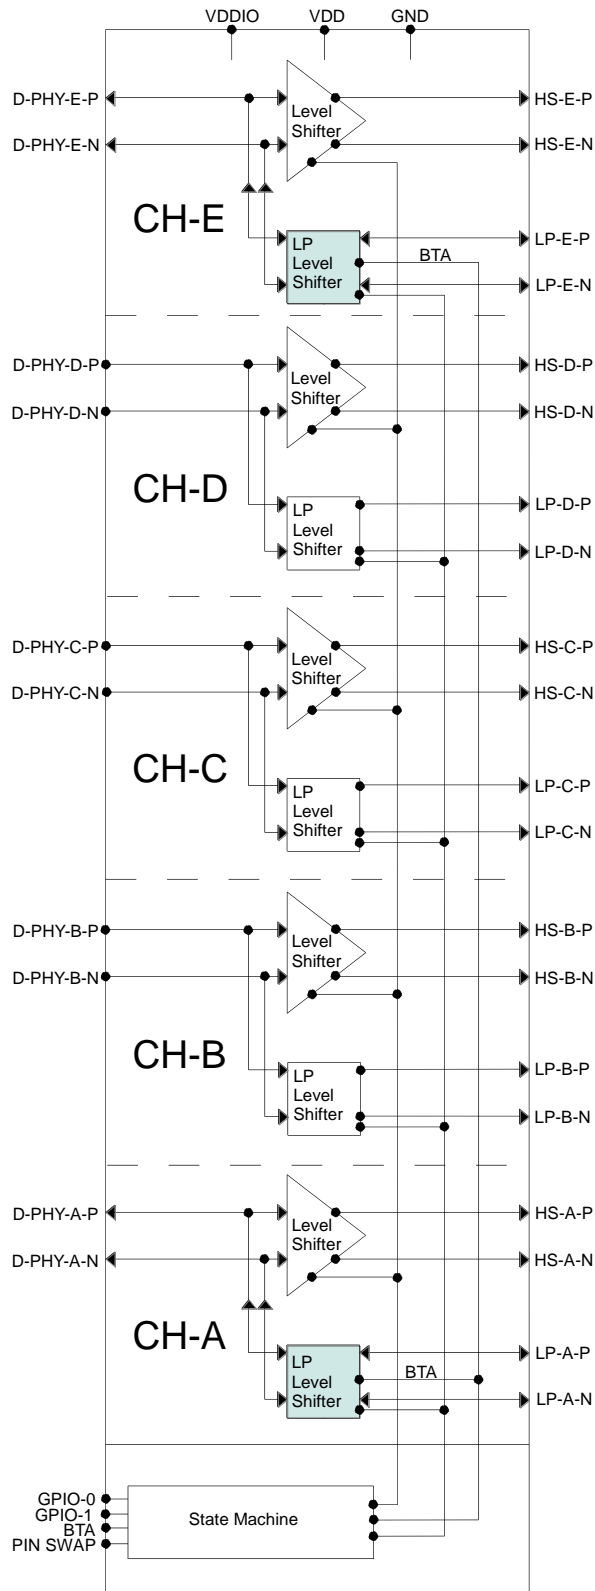 VDDIO VDD GND
D-PHY-E-P HS-E-P
Level
Shifter
D-PHY-E-N HS-E-N
CH-E
LP
Level
Shifter
LP-E-P
BTA
LP-E-N
D-PHY-D-P HS-D-P
Level
Shifter
D-PHY-D-N HS-D-N
CH-D
LP
Level
Shifter
LP-D-P
LP-D-N
D-PHY-C-P HS-C-P
Level
Shifter
D-PHY-C-N HS-C-N
CH-C
LP
Level
Shifter
LP-C-P
LP-C-N
D-PHY-B-P HS-B-P
Level
Shifter
D-PHY-B-N HS-B-N
CH-B
LP
Level
Shifter
LP-B-P
LP-B-N
D-PHY-A-P HS-A-P
Level
Shifter
D-PHY-A-N HS-A-N
CH-A
LP
Level
Shifter
LP-A-P
BTA
LP-A-N
GPIO-0
GPIO-1
BTA
PIN SWAP
State Machine